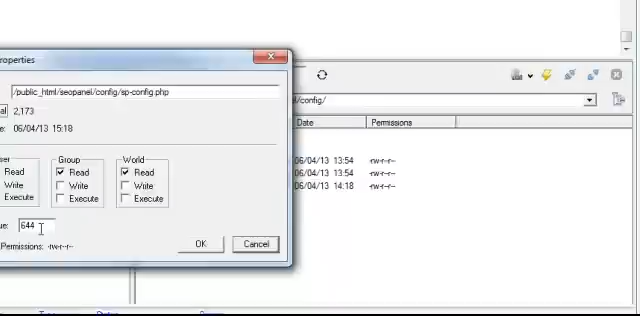 roperties
/public_html/seopanel/config/sp-config.php
al 2,173
e: 06/04/13 15:18
ser Group World
Read Read Read
Write Write Write
Execute Execute Execute
ue: 644
Permissions: -rw-r--r--
OK Cancel
l/config/
Date Permissions
06/04/13 13:54 -rw-r--r--
06/04/13 13:54 -rw-r--r--
06/04/13 14:18 -rw-r--r--